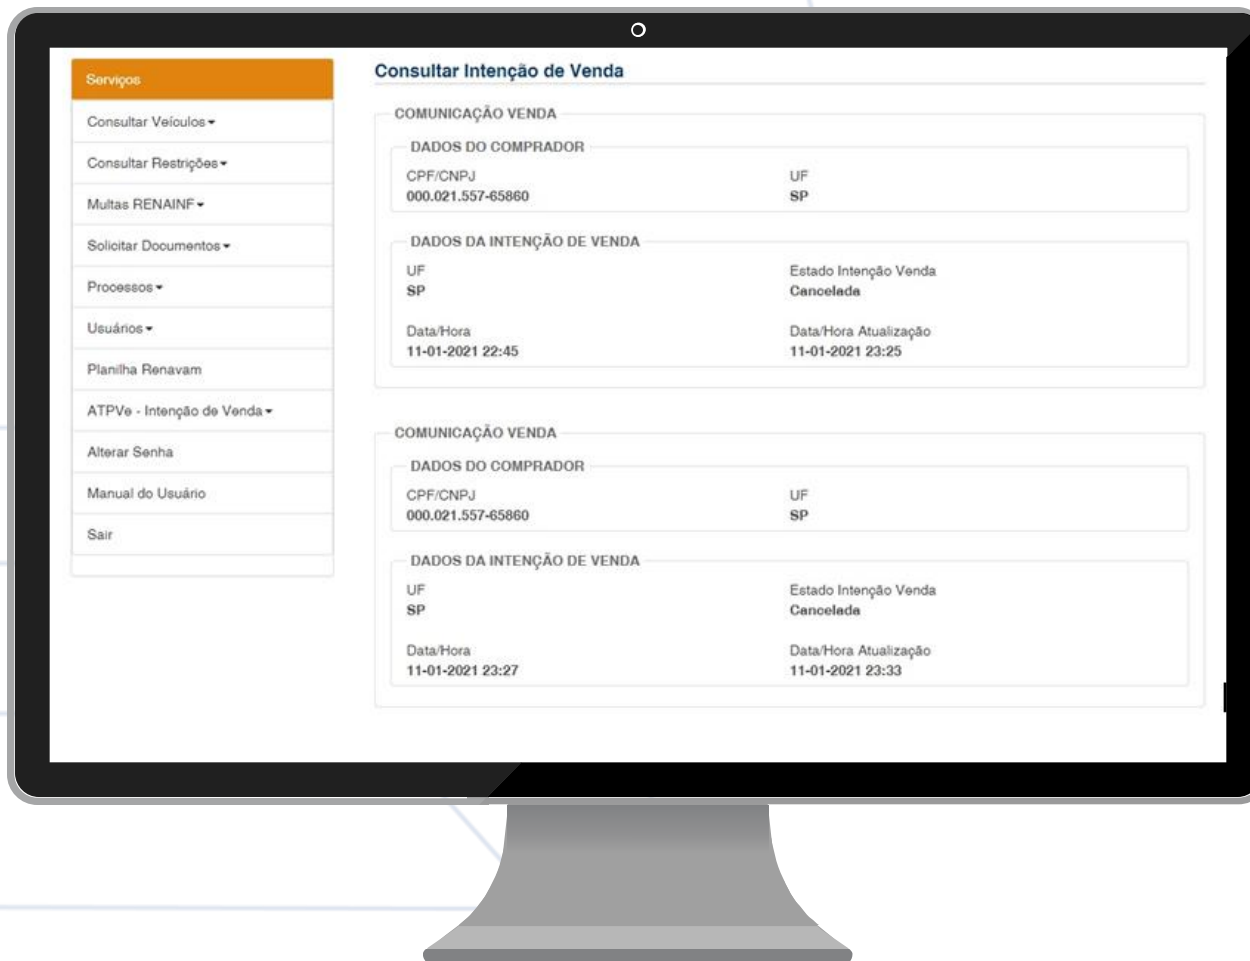 Serviços
Consultar Veículos
Consultar Restrições
Multas RENAINF
Solicitar Documentos
Processos
Usuários
Planilha Renavam
ATPVe - Intenção de Venda
Alterar Senha
Manual do Usuário
Sair
Consultar Intenção de Venda
COMUNICAÇÃO VENDA
DADOS DO COMPRADOR
CPF/CNPJ UF
000.021.557-65860 SP
DADOS DA INTENÇÃO DE VENDA
UF Estado Intenção Venda
SP Cancelada
Data/Hora Data/Hora Atualização
11-01-2021 22:45 11-01-2021 23:25
COMUNICAÇÃO VENDA
DADOS DO COMPRADOR
CPF/CNPJ UF
000.021.557-65860 SP
DADOS DA INTENÇÃO DE VENDA
UF Estado Intenção Venda
SP Cancelada
Data/Hora Data/Hora Atualização
11-01-2021 23:27 11-01-2021 23:33